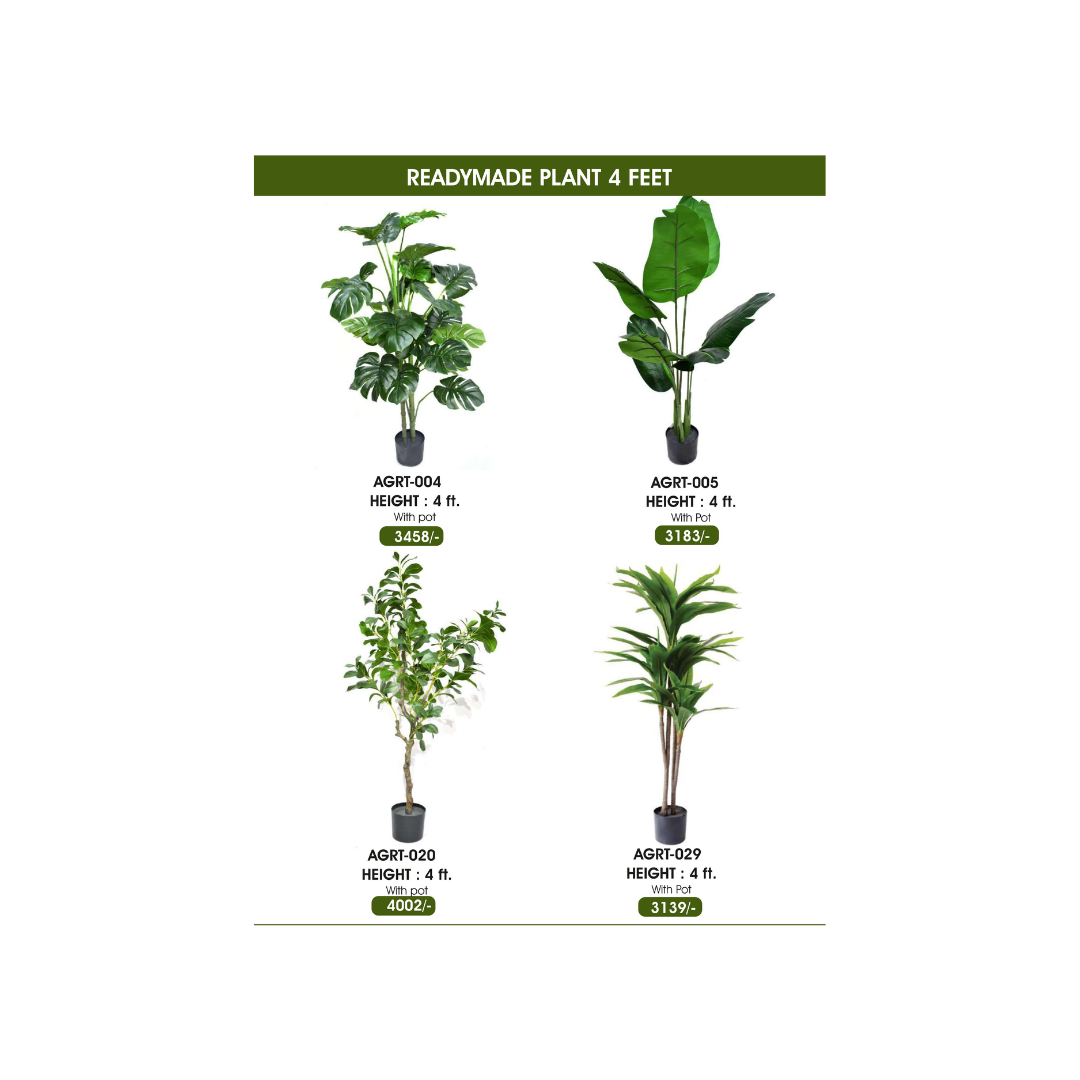 READYMADE PLANT 4 FEET
AGRT-004
HEIGHT : 4 ft.
With pot
3458/-
AGRT-005
HEIGHT : 4 ft.
With Pot
3183/-
AGRT-020
HEIGHT : 4 ft.
With pot
4002/-
AGRT-029
HEIGHT : 4 ft.
With Pot
3139/-